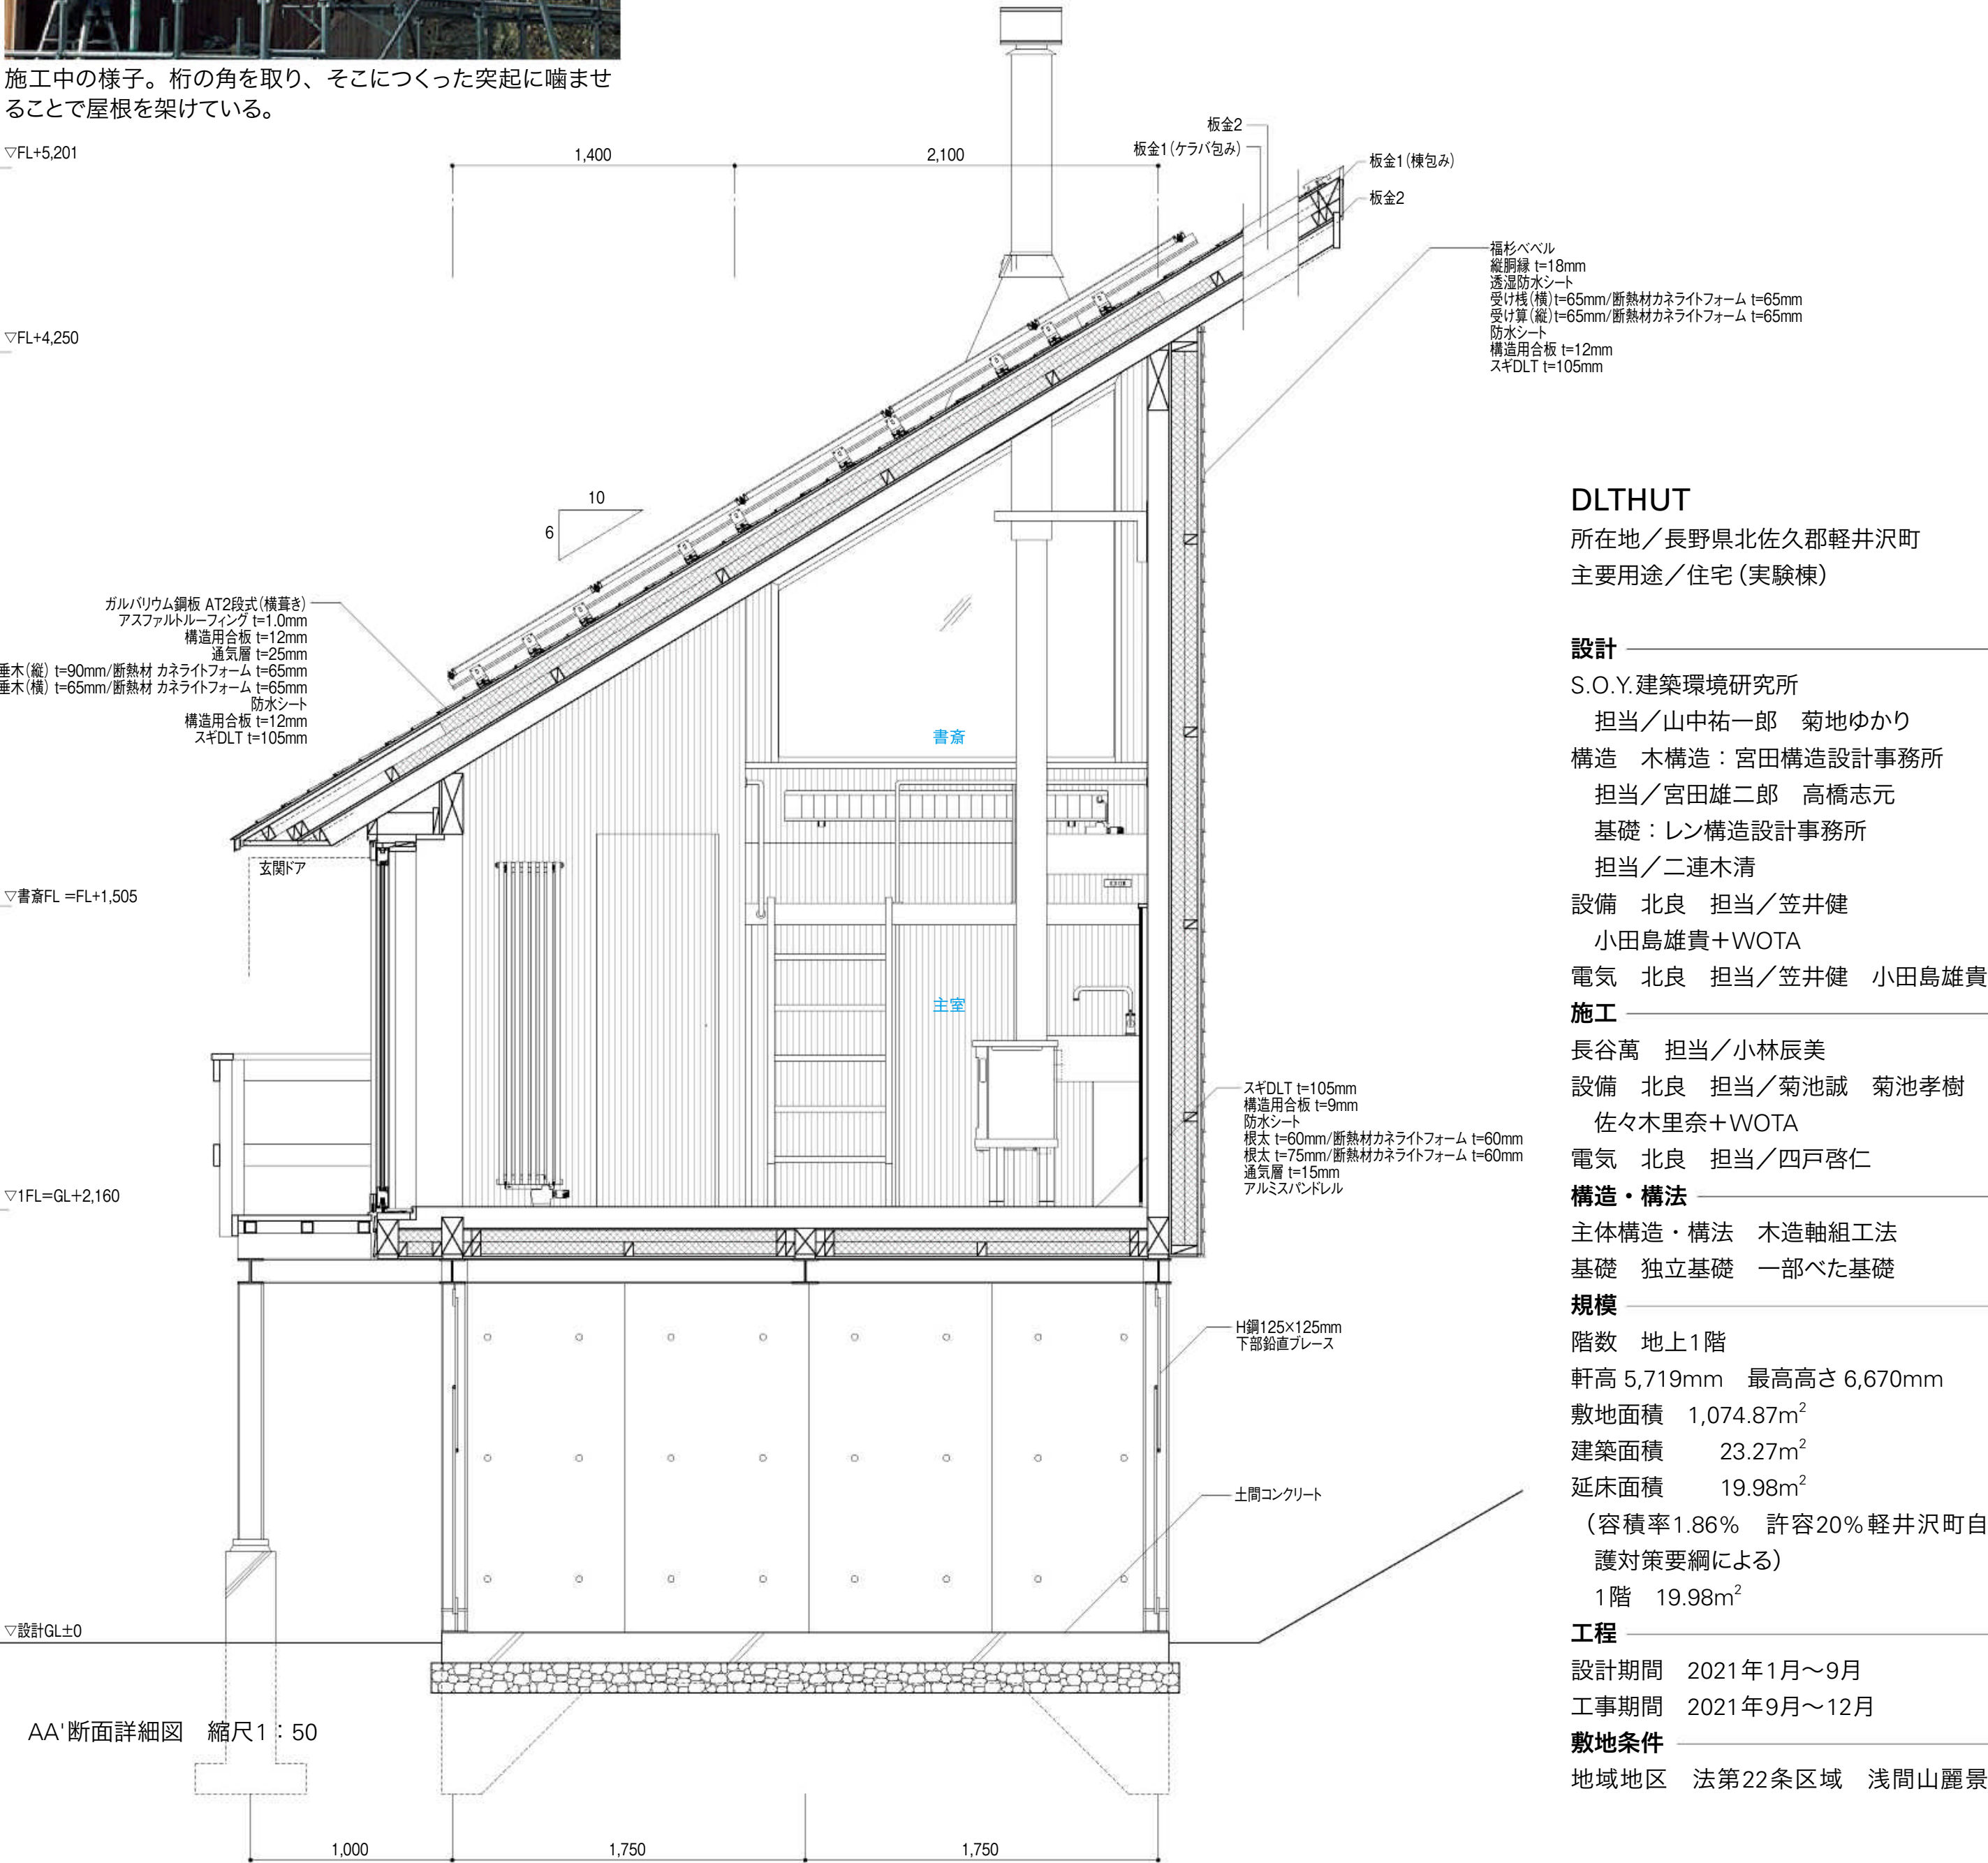 施工中の様子。桁の角を取り、そこにつくった突起に噛ませ
ることで屋根を架けている。
▽FL+5,201
1,400
2,100
板金2
板金1(ケラバ包み)
板金1(棟包み)
板金2
▽FL+4,250
福杉ベベル
縦胴縁 t=18mm
透湿防水シート
受け桟(横)t=65mm/断熱材カネライトフォーム t=65mm
受け算(縦)t=65mm/断熱材カネライトフォーム t=65mm
防水シート
構造用合板 t=12mm
スギDLT t=105mm
10
6
ガルバリウム鋼板 AT2段式(横葺き)
アスファルトルーフィング t=1.0mm
構造用合板 t=12mm
通気層 t=25mm
垂木(縦) t=90mm/断熱材 カネライトフォーム t=65mm
垂木(横) t=65mm/断熱材 カネライトフォーム t=65mm
防水シート
構造用合板 t=12mm
スギDLT t=105mm
書斎
玄関ドア
▽書斎FL =FL+1,505
主室
スギDLT t=105mm
構造用合板 t=9mm
防水シート
根太 t=60mm/断熱材カネライトフォーム t=60mm
根太 t=75mm/断熱材カネライトフォーム t=60mm
通気層 t=15mm
アルミスパンドレル
▽1FL=GL+2,160
H鋼125×125mm
下部鉛直ブレース
土間コンクリート
▽設計GL±0
AA'断面詳細図　縮尺1：50
1,000
1,750
1,750
DLTHUT
所在地／長野県北佐久郡軽井沢町
主要用途／住宅(実験棟)
設計
S.O.Y.建築環境研究所
担当／山中祐一郎　菊地ゆかり
構造　木構造：宮田構造設計事務所
担当／宮田雄二郎　高橋志元
基礎：レン構造設計事務所
担当／二連木清
設備　北良　担当／笠井健
小田島雄貴＋WOTA
電気　北良　担当／笠井健　小田島雄貴
施工
長谷萬　担当／小林辰美
設備　北良　担当／菊池誠　菊池孝樹
佐々木里奈＋WOTA
電気　北良　担当／四戸啓仁
構造・構法
主体構造・構法　木造軸組工法
基礎　独立基礎　一部べた基礎
規模
階数　地上1階
軒高 5,719mm　最高高さ 6,670mm
敷地面積　1,074.87m²
建築面積　23.27m²
延床面積　19.98m²
（容積率1.86%　許容20%軽井沢町自
護対策要綱による）
1階　19.98m²
工程
設計期間　2021年1月～9月
工事期間　2021年9月～12月
敷地条件
地域地区　法第22条区域　浅間山麗景